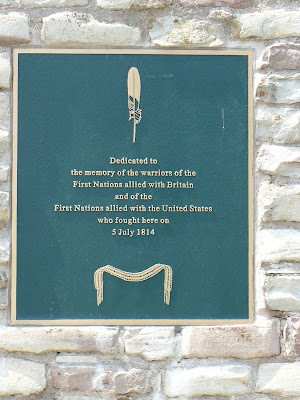 Dedicated to
the memory of the warriors of the
First Nations allied with Britain
and of the
First Nations allied with the United States
who fought here on
5 July 1814